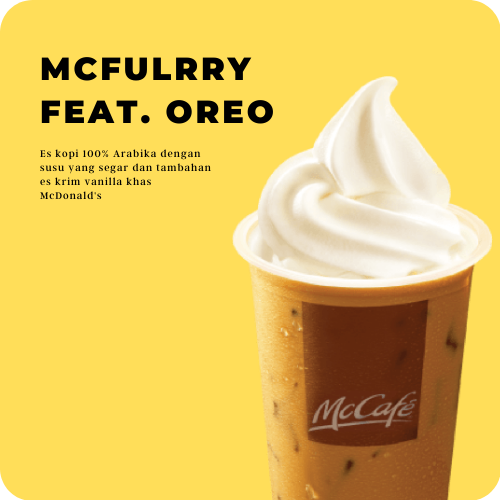 MCFULRRY
FEAT. OREO
Es kopi 100% Arabika dengan
susu yang segar dan tambahan
es krim vanilla khas
McDonald's
McCafé